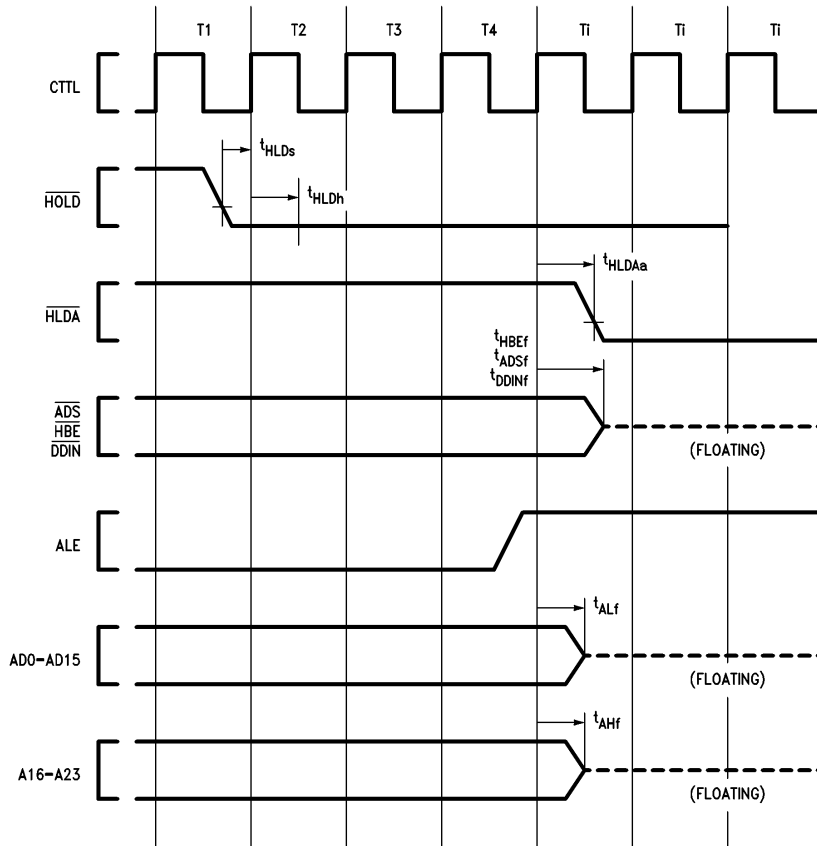 T1 T2 T3 T4 Ti Ti Ti
CTTL
tHLDs
HOLD
tHLDh
tHLDAa
HLDA
tHBEf
tADSf
tDDINf
ADS
HBE
DDIN
(FLOATING)
ALE
tALf
AD0-AD15
(FLOATING)
tAHf
A16-A23
(FLOATING)